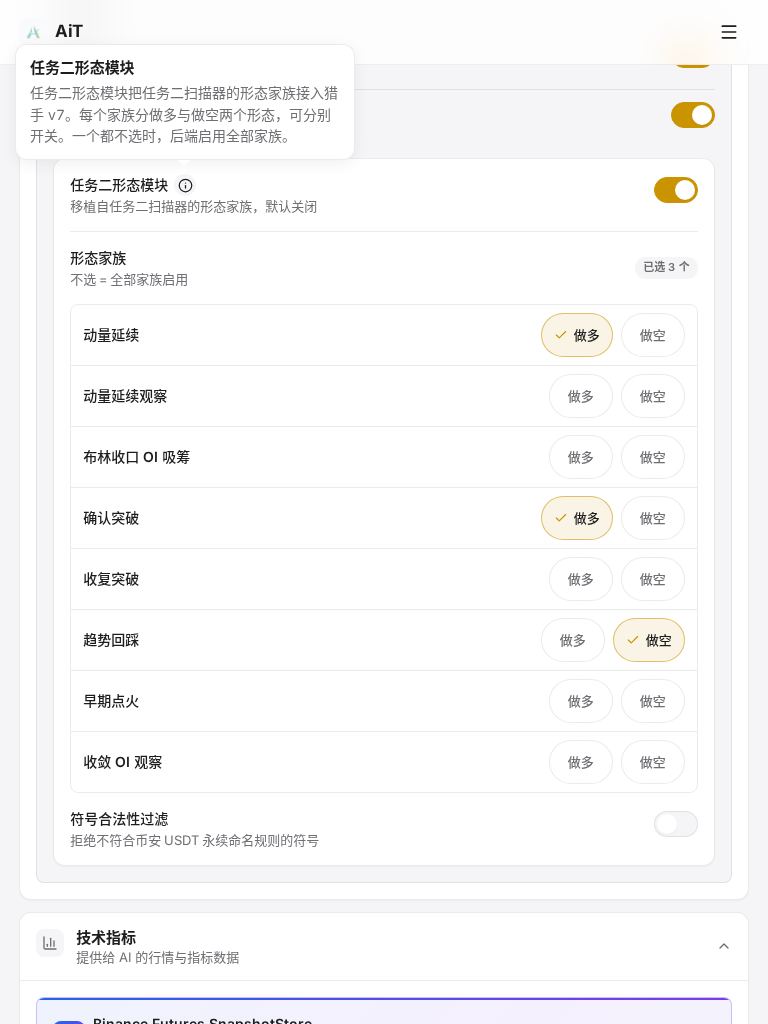 AiT
任务二形态模块
任务二形态模块把任务二扫描器的形态家族接入猎
手 v7。每个家族分做多与做空两个形态，可分别
开关。一个都不选时，后端启用全部家族。
任务二形态模块
移植自任务二扫描器的形态家族，默认关闭
形态家族
不选 = 全部家族启用
已选 3 个
动量延续 做多 做空
动量延续观察 做多 做空
布林收口 OI 吸筹 做多 做空
确认突破 做多 做空
收复突破 做多 做空
趋势回踩 做多 做空
早期点火 做多 做空
收敛 OI 观察 做多 做空
符号合法性过滤
拒绝不符合币安 USDT 永续命名规则的符号
技术指标
提供给 AI 的行情与指标数据
Binance Futures SnapshotStore